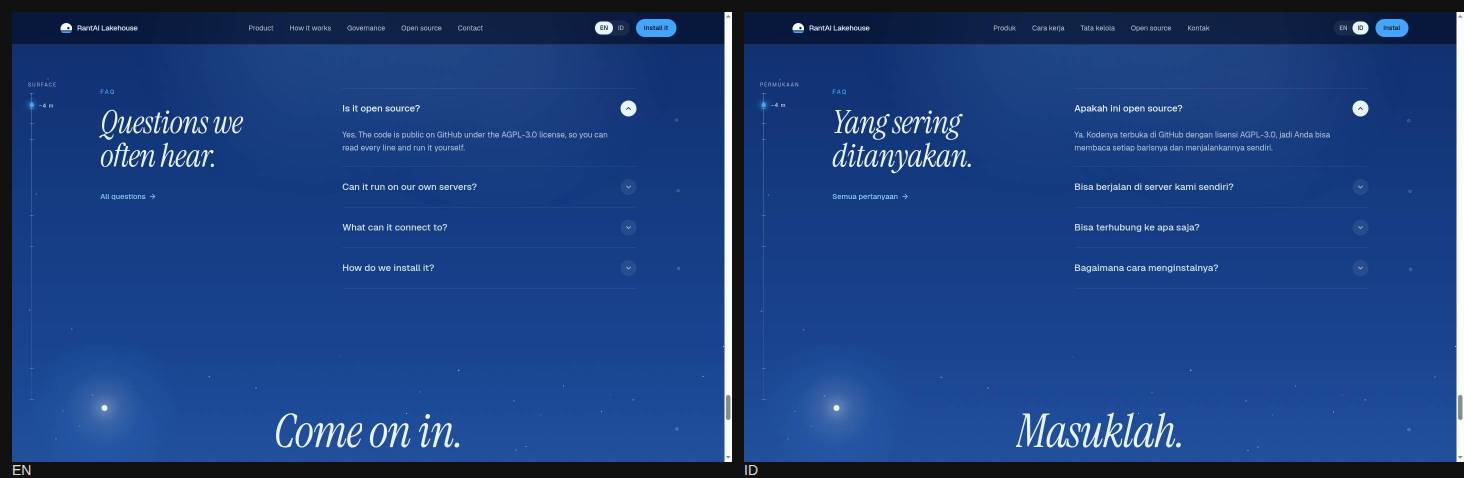 RantAI Lakehouse
Product How it works Governance Open source Contact
EN ID
Install it
SURFACE
~4 m
FAQ
Questions we
often hear.
All questions →
Is it open source?
Yes. The code is public on GitHub under the AGPL-3.0 license, so you can
read every line and run it yourself.
Can it run on our own servers?
What can it connect to?
How do we install it?
Come on in.
EN
RantAI Lakehouse
Produk Cara kerja Tata kelola Open source Kontak
EN ID
Instal
PERMUKAAN
~4 m
FAQ
Yang sering
ditanyakan.
Semua pertanyaan →
Apakah ini open source?
Ya. Kodenya terbuka di GitHub dengan lisensi AGPL-3.0, jadi Anda bisa
membaca setiap barisnya dan menjalankannya sendiri.
Bisa berjalan di server kami sendiri?
Bisa terhubung ke apa saja?
Bagaimana cara menginstalnya?
Masuklah.
ID